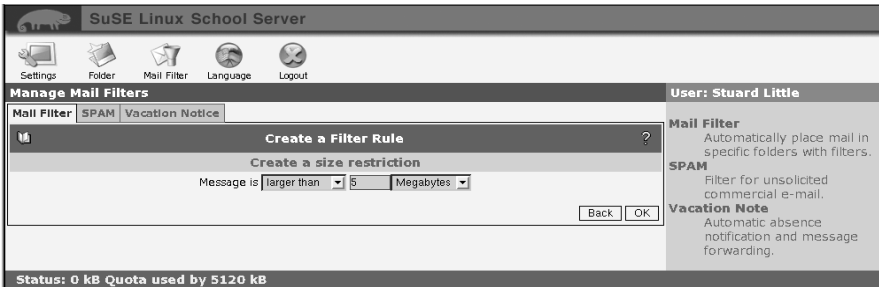 SuSE Linux School Server
Settings Folder Mail Filter Language Logout
Manage Mail Filters
User: Stuard Little
Mail Filter SPAM Vacation Notice
Create a Filter Rule ?
Create a size restriction
Message is larger than 5 Megabytes
Back OK
Mail Filter
Automatically place mail in
specific folders with filters.
SPAM
Filter for unsolicited
commercial e-mail.
Vacation Note
Automatic absence
notification and message
forwarding.
Status: 0 kB Quota used by 5120 kB